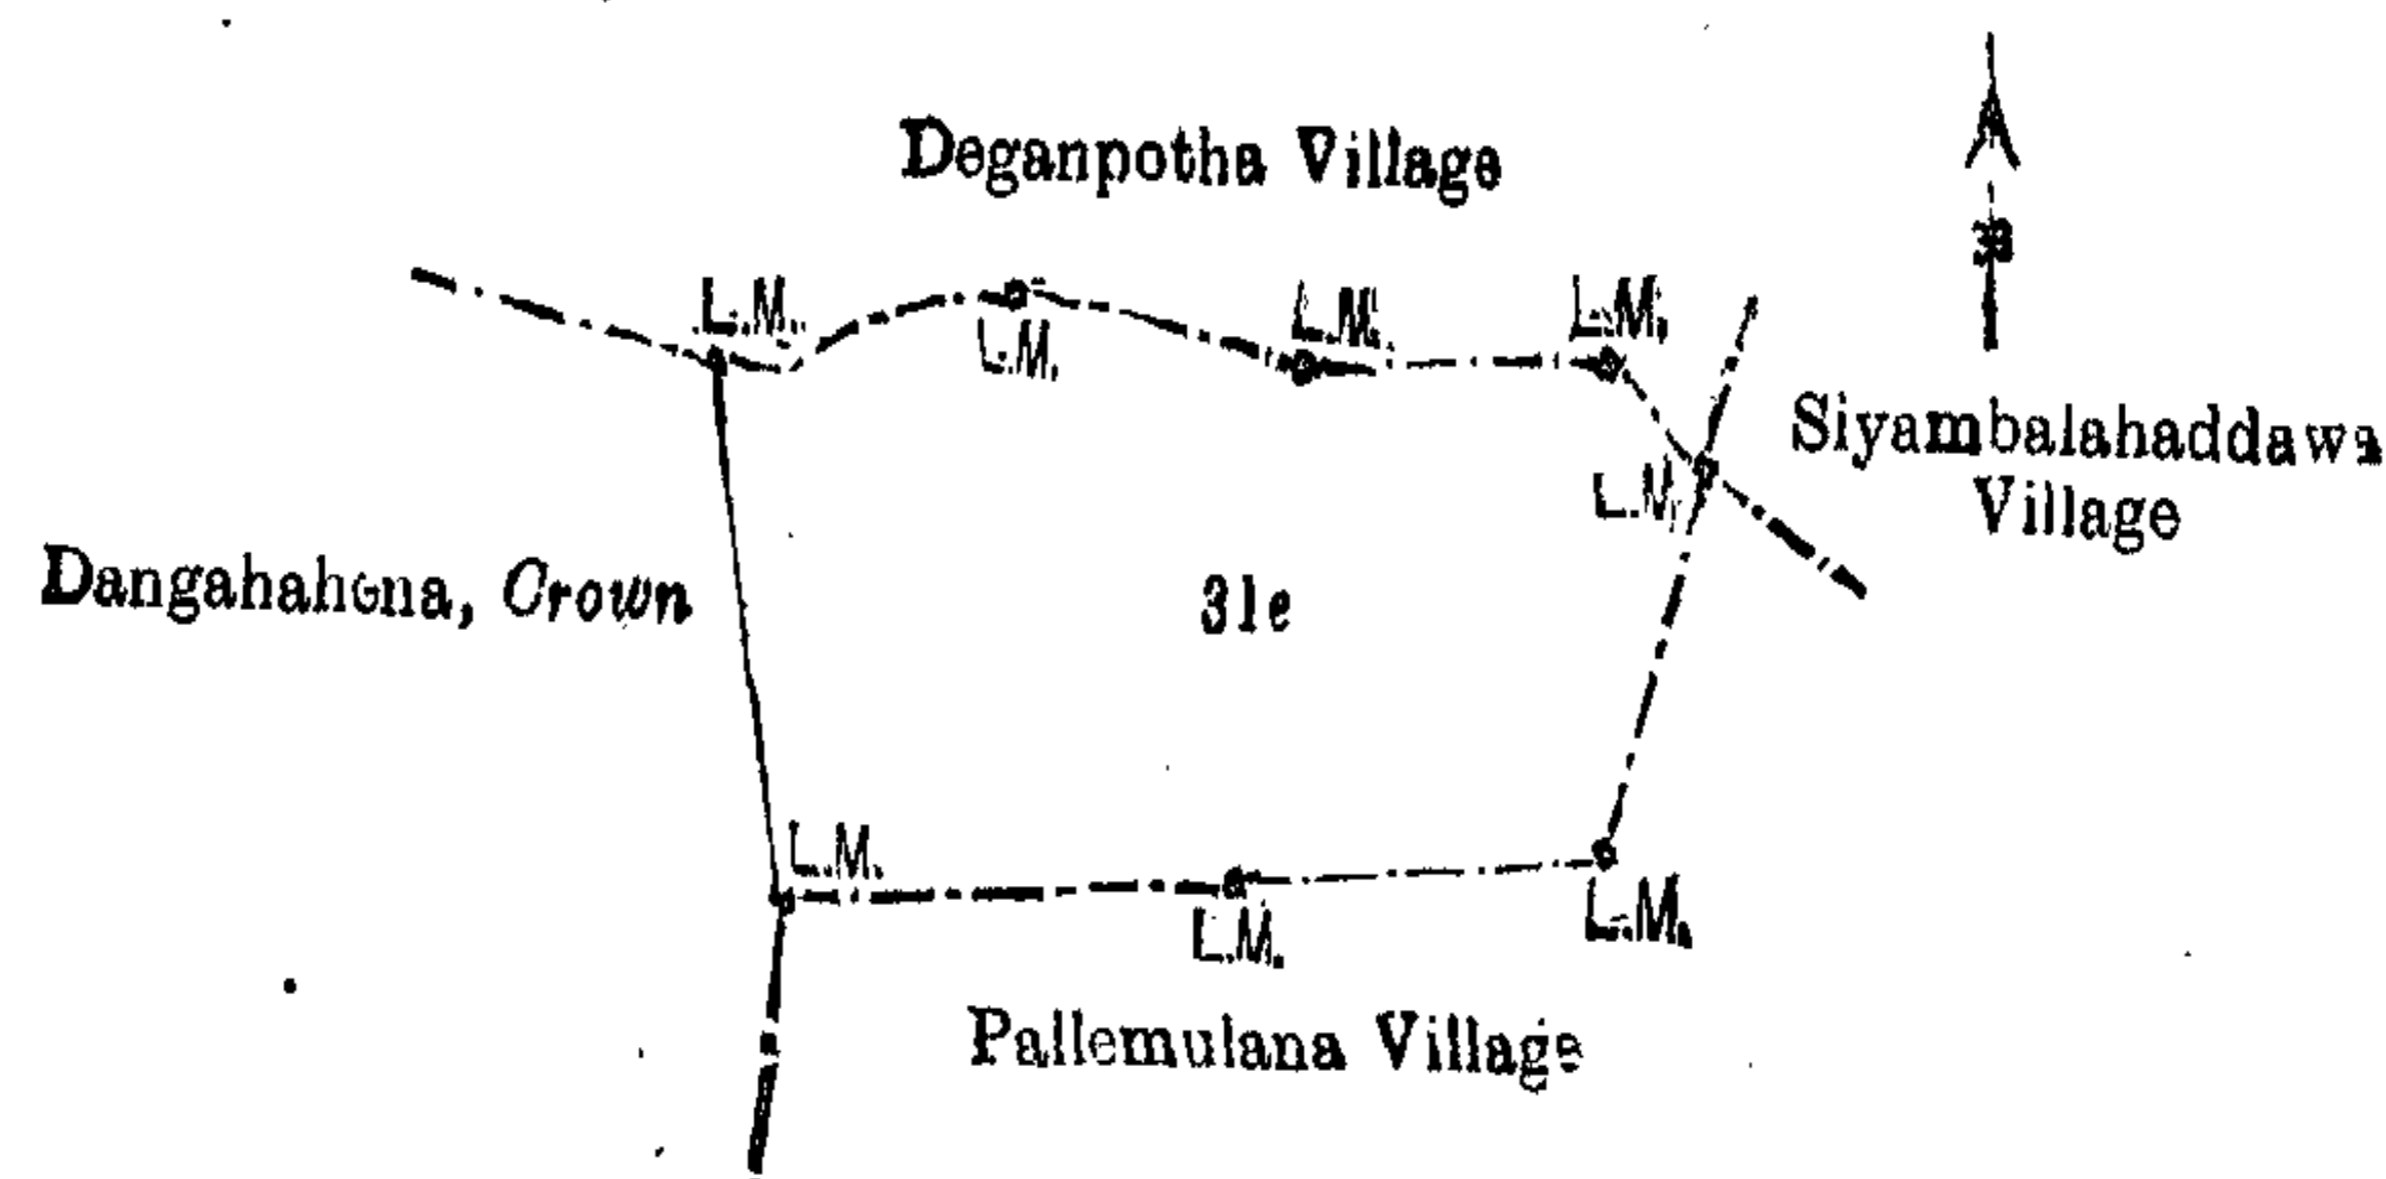 Deganpotha Village
L.M.
L.M.
L.M.
L.M.
Siyambalahaddawa
Village
L.M.
Dangahahena, Crown
31e
L.M.
L.M.
L.M.
Pallemulana Village